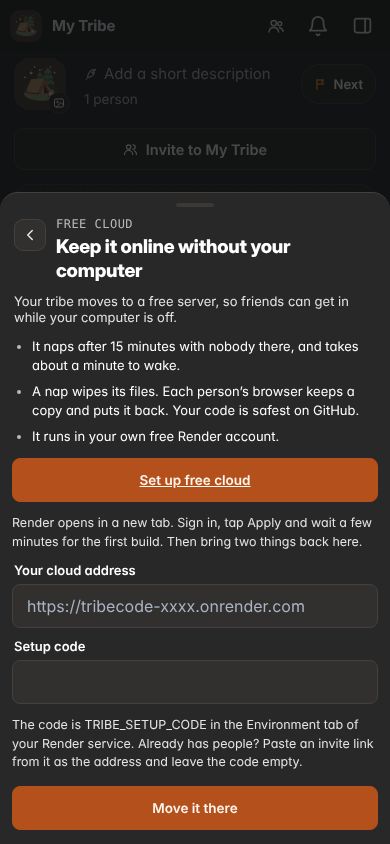 My Tribe
Add a short description
1 person
Next
Invite to My Tribe
FREE CLOUD
Keep it online without your
computer
Your tribe moves to a free server, so friends can get in
while your computer is off.
• It naps after 15 minutes with nobody there, and takes
about a minute to wake.
• A nap wipes its files. Each person's browser keeps a
copy and puts it back. Your code is safest on GitHub.
• It runs in your own free Render account.
Set up free cloud
Render opens in a new tab. Sign in, tap Apply and wait a few
minutes for the first build. Then bring two things back here.
Your cloud address
https://tribecode-xxxx.onrender.com
Setup code
The code is TRIBE_SETUP_CODE in the Environment tab of
your Render service. Already has people? Paste an invite link
from it as the address and leave the code empty.
Move it there